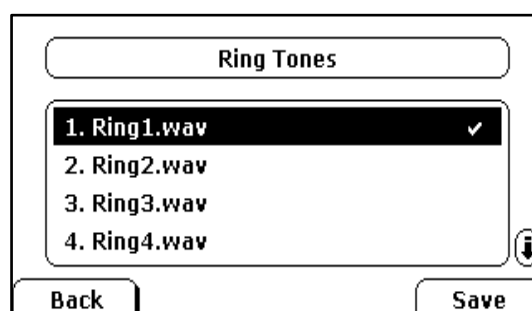 Ring Tones
1. Ring1.wav
2. Ring2.wav
3. Ring3.wav
4. Ring4.wav
Back Save